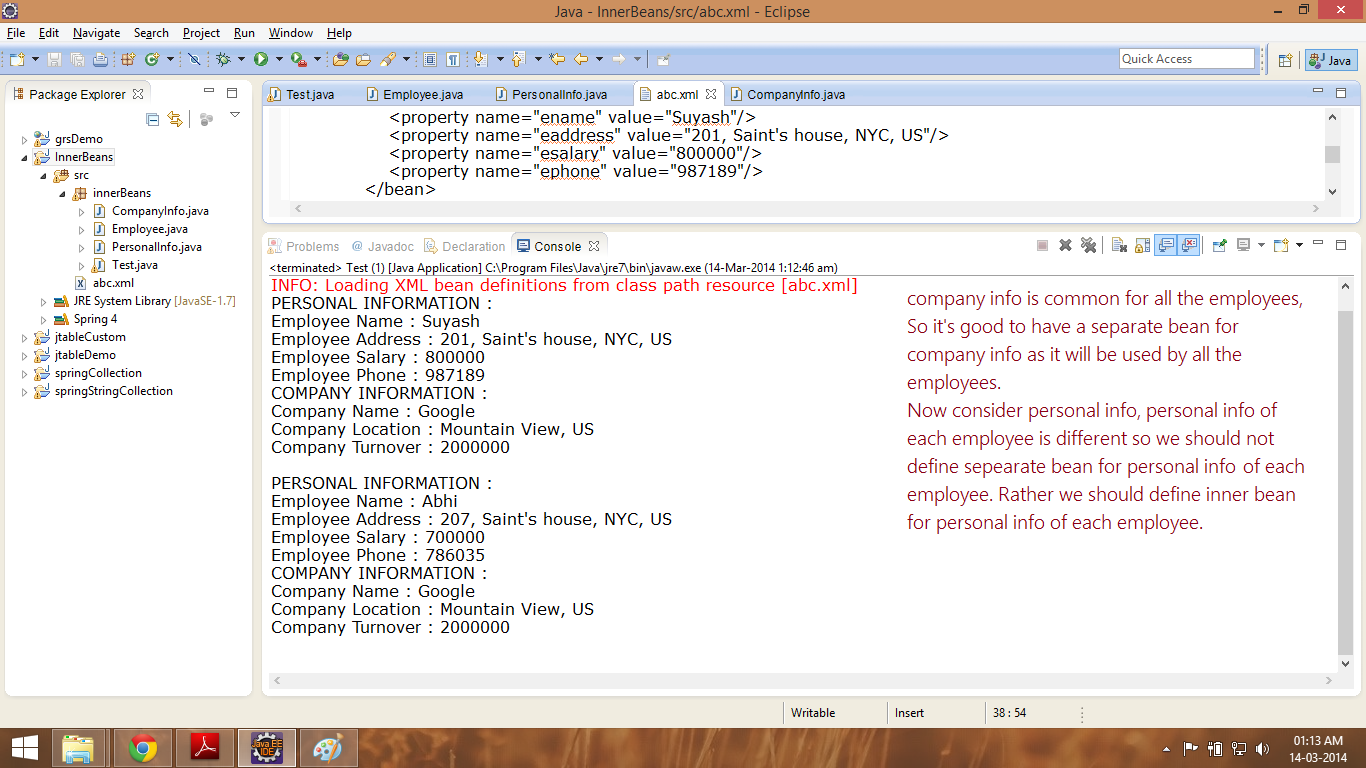 Java - InnerBeans/src/abc.xml - Eclipse
File Edit Navigate Search Project Run Window Help
Quick Access
Java
Package Explorer
grsDemo
InnerBeans
src
innerBeans
CompanyInfo.java
Employee.java
PersonalInfo.java
Test.java
abc.xml
JRE System Library [JavaSE-1.7]
Spring 4
jtableCustom
jtableDemo
springCollection
springStringCollection
Test.java Employee.java PersonalInfo.java abc.xml CompanyInfo.java
<property name="ename" value="Suyash"/>
<property name="eaddress" value="201, Saint's house, NYC, US"/>
<property name="esalary" value="800000"/>
<property name="ephone" value="987189"/>
</bean>
Problems @ Javadoc Declaration Console
<terminated> Test (1) [Java Application] C:\Program Files\Java\jre7\bin\javaw.exe (14-Mar-2014 1:12:46 am)
INFO: Loading XML bean definitions from class path resource [abc.xml]
PERSONAL INFORMATION :
Employee Name : Suyash
Employee Address : 201, Saint's house, NYC, US
Employee Salary : 800000
Employee Phone : 987189
COMPANY INFORMATION :
Company Name : Google
Company Location : Mountain View, US
Company Turnover : 2000000
PERSONAL INFORMATION :
Employee Name : Abhi
Employee Address : 207, Saint's house, NYC, US
Employee Salary : 700000
Employee Phone : 786035
COMPANY INFORMATION :
Company Name : Google
Company Location : Mountain View, US
Company Turnover : 2000000
company info is common for all the employees,
So it's good to have a separate bean for
company info as it will be used by all the
employees.
Now consider personal info, personal info of
each employee is different so we should not
define sepearate bean for personal info of each
employee. Rather we should define inner bean
for personal info of each employee.
Writable Insert 38 : 54
Java EE
IDE
01:13 AM
14-03-2014